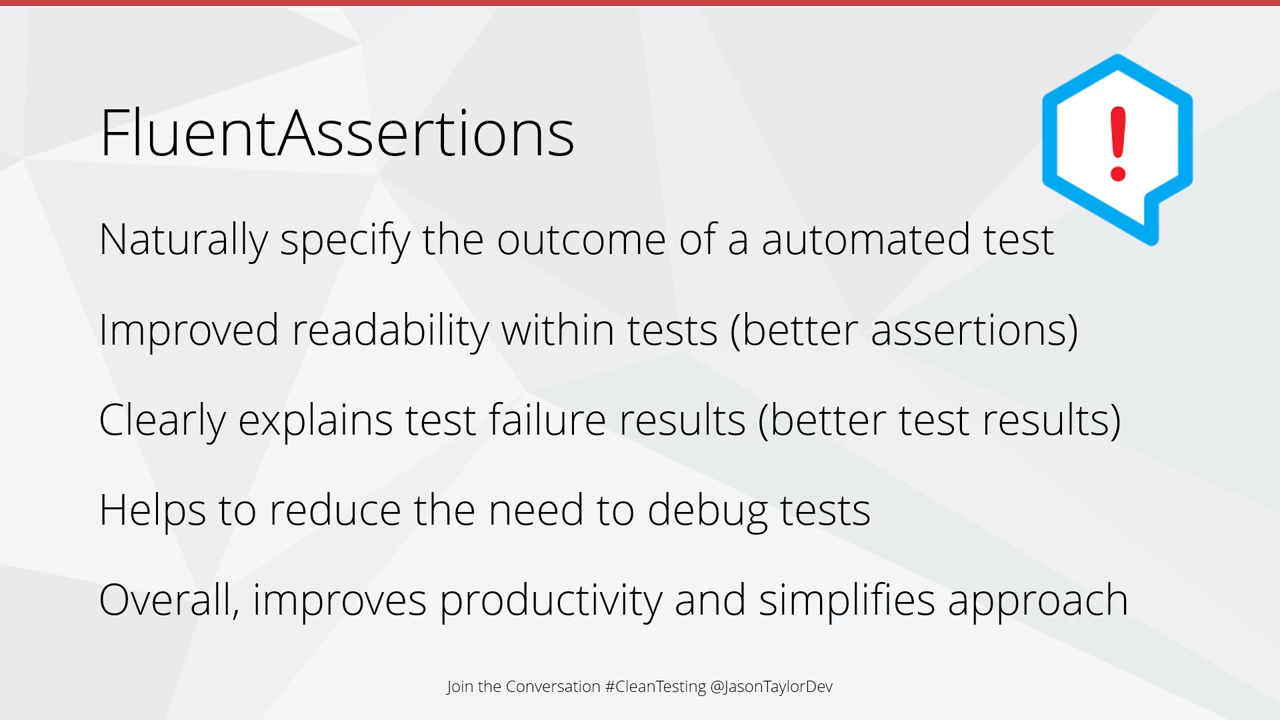 FluentAssertions
Naturally specify the outcome of a automated test
Improved readability within tests (better assertions)
Clearly explains test failure results (better test results)
Helps to reduce the need to debug tests
Overall, improves productivity and simplifies approach
Join the Conversation #CleanTesting @JasonTaylorDev